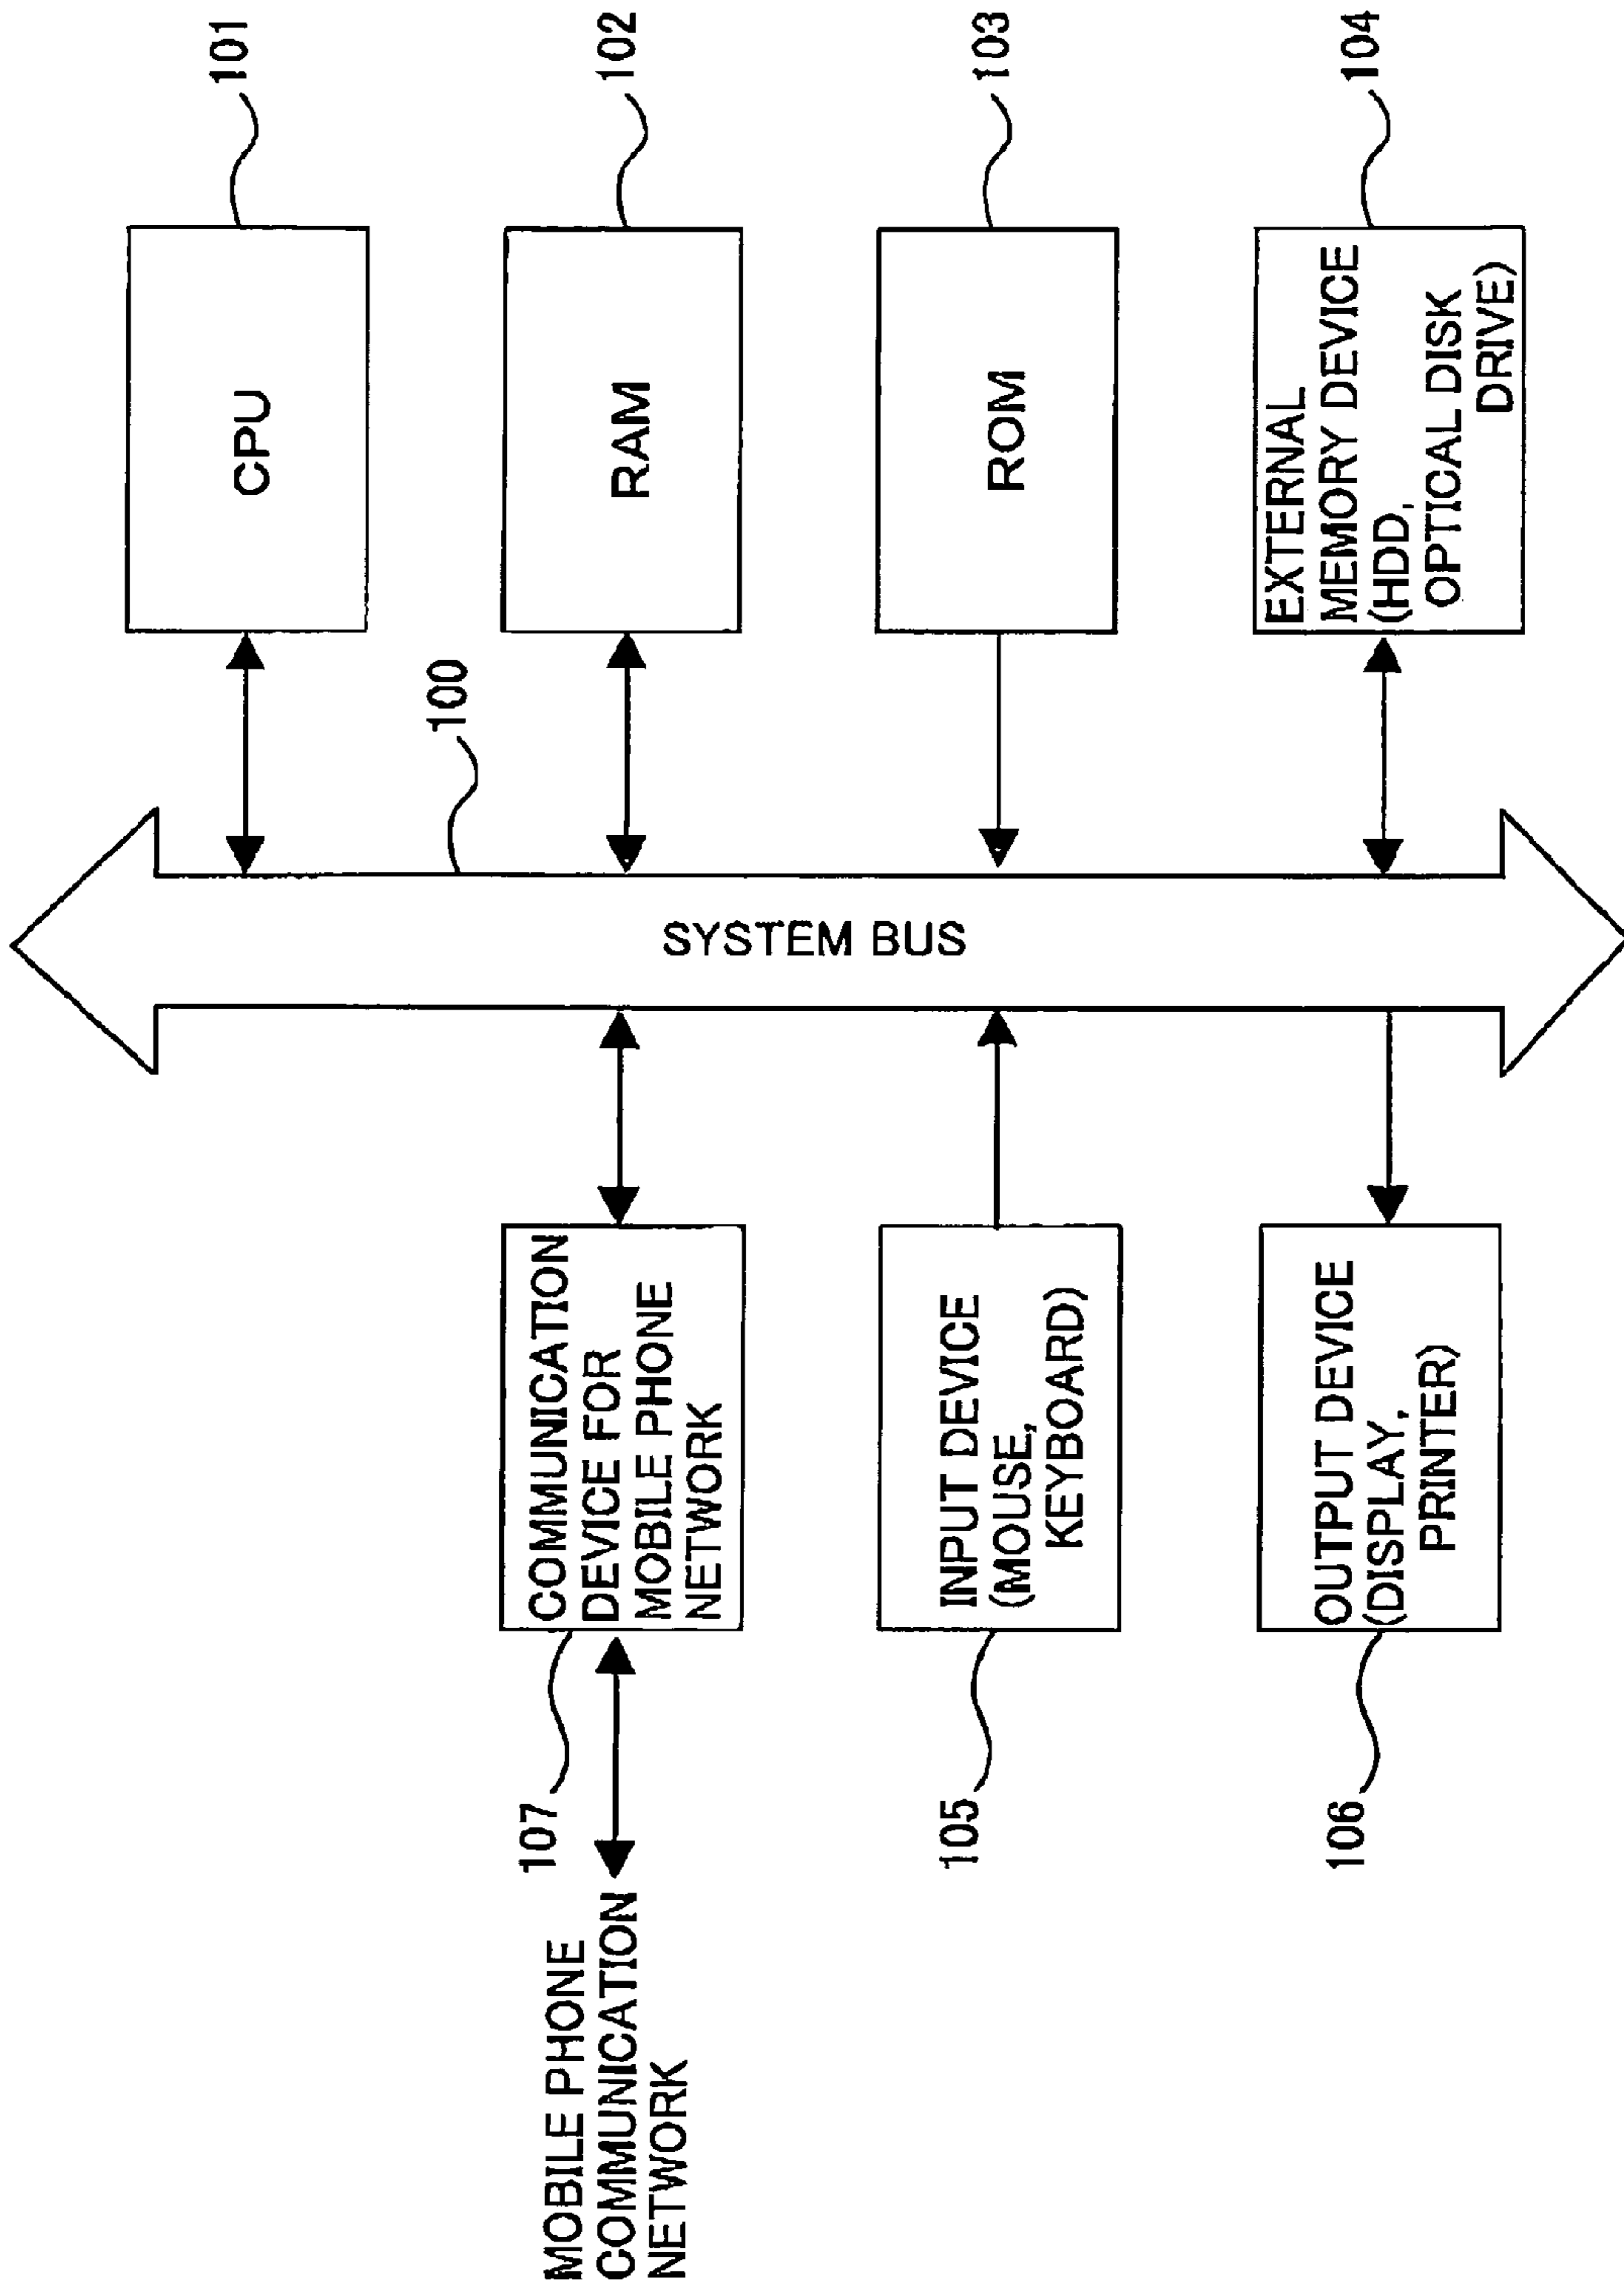 101
CPU
102
RAM
103
ROM
104
EXTERNAL
MEMORY DEVICE
(HDD,
OPTICAL DISK
DRIVE)
100
SYSTEM BUS
COMMUNICATION
DEVICE FOR
MOBILE PHONE
NETWORK
107
MOBILE PHONE
COMMUNICATION
NETWORK
INPUT DEVICE
(MOUSE,
KEYBOARD)
105
OUTPUT DEVICE
(DISPLAY,
PRINTER)
106